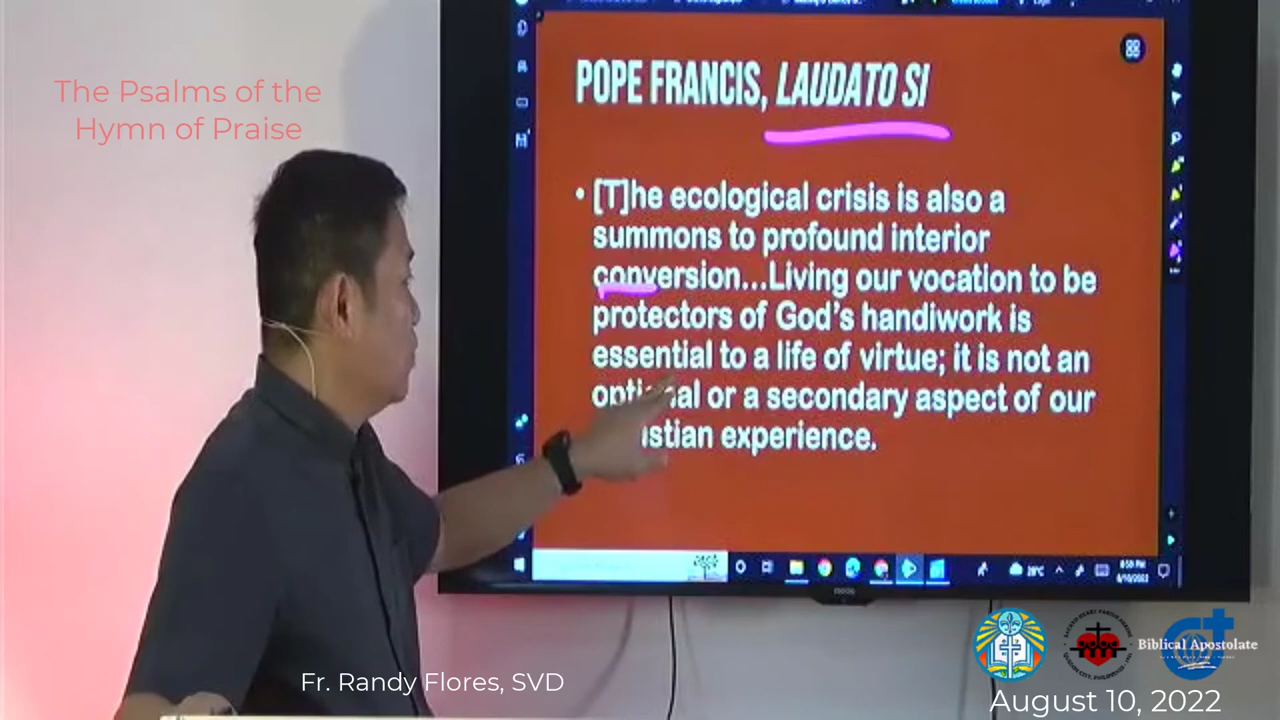 The Psalms of the
Hymn of Praise
POPE FRANCIS, LAUDATO SI
• [T]he ecological crisis is also a
summons to profound interior
conversion...Living our vocation to be
protectors of God's handiwork is
essential to a life of virtue; it is not an
optional or a secondary aspect of our
istian experience.
Biblical Apostolate
Fr. Randy Flores, SVD
August 10, 2022